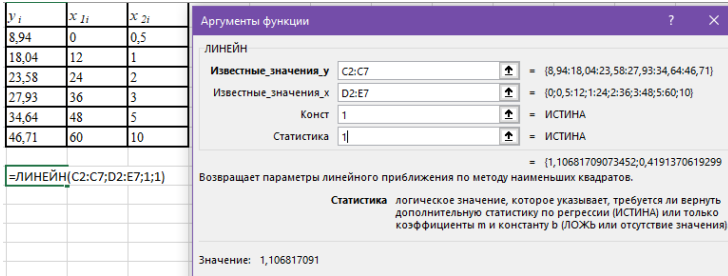 y i x 1i x 2i
8,94 0 0,5
18,04 12 1
23,58 24 2
27,93 36 3
34,64 48 5
46,71 60 10
=ЛИНЕЙН(C2:C7;D2:E7;1;1)
Аргументы функции ? ×
ЛИНЕЙН
Известные_значения_y C2:C7 = {8,94:18,04:23,58:27,93:34,64:46,71}
Известные_значения_x D2:E7 = {0;0,5:12;1:24;2:36;3:48;5:60;10}
Конст 1 = ИСТИНА
Статистика 1 = ИСТИНА
= {1,10681709073452;0,4191370619299
Возвращает параметры линейного приближения по методу наименьших квадратов.
Статистика логическое значение, которое указывает, требуется ли вернуть
дополнительную статистику по регрессии (ИСТИНА) или только
коэффициенты m и константу b (ЛОЖЬ или отсутствие значения)
Значение: 1,106817091